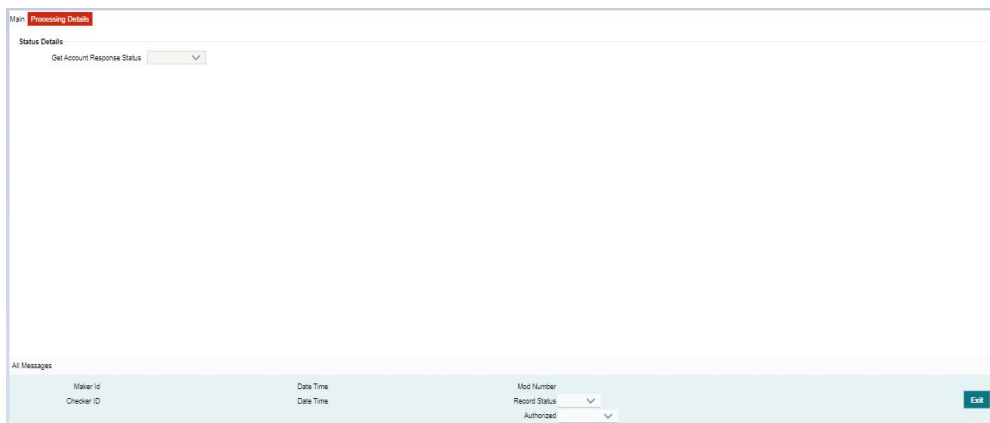 Main Processing Details
Status Details
Get Account Response Status
All Messages
Maker Id Date Time Mod Number
Checker ID Date Time Record Status Exit
Authorized